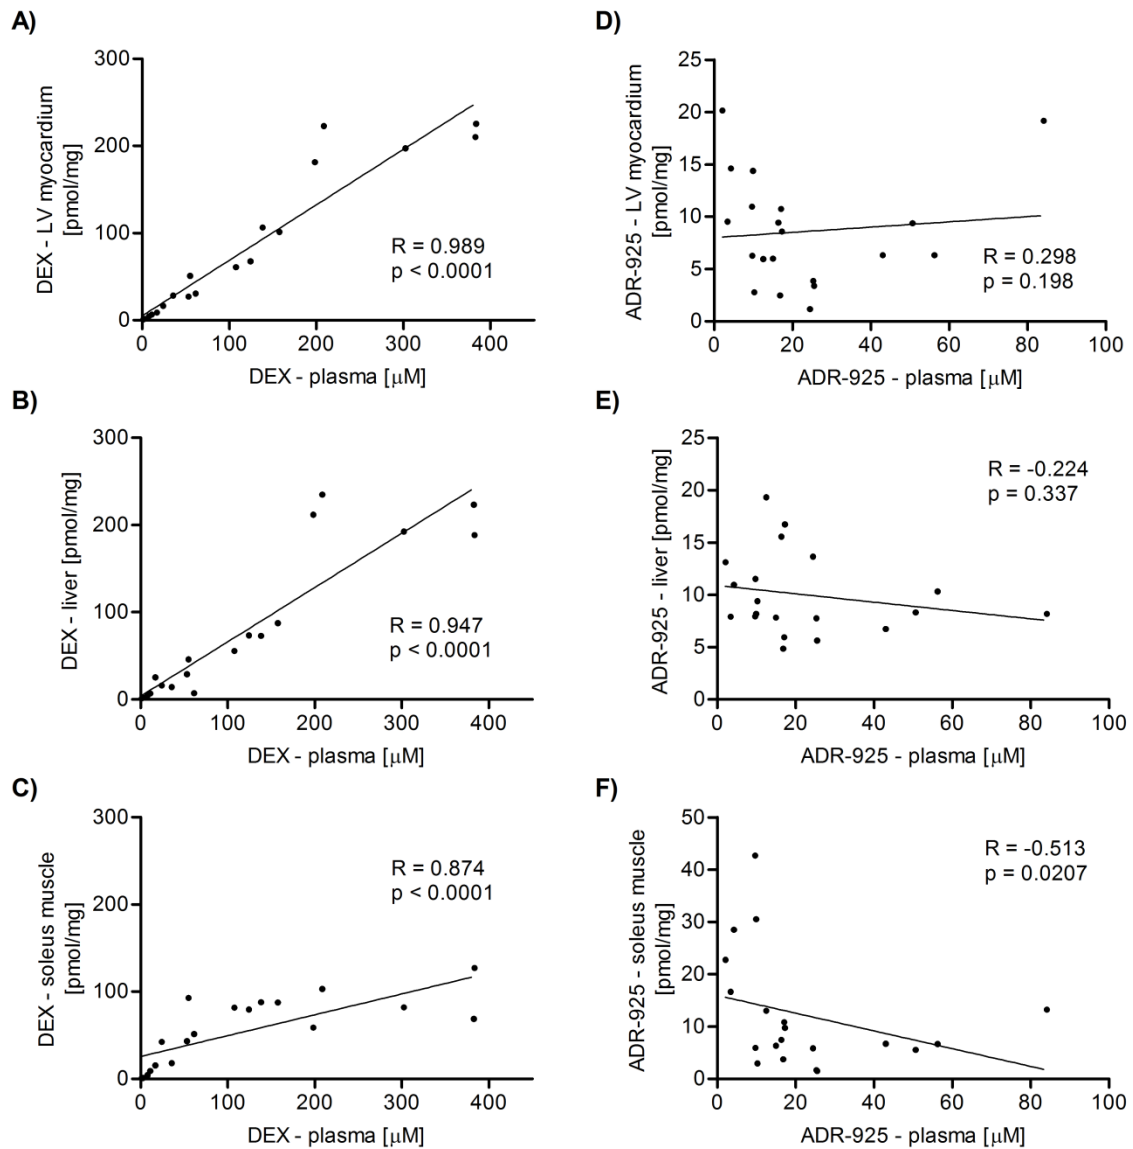 A)
300
200
100
0
0 100 200 300 400
DEX - LV myocardium
[pmol/mg]
R = 0.989
p < 0.0001
DEX - plasma [μM]
D)
25
20
15
10
5
0
0 20 40 60 80 100
ADR-925 - LV myocardium
[pmol/mg]
R = 0.298
p = 0.198
ADR-925 - plasma [μM]
B)
300
200
100
0
0 100 200 300 400
DEX - liver [pmol/mg]
R = 0.947
p < 0.0001
DEX - plasma [μM]
E)
25
20
15
10
5
0
0 20 40 60 80 100
ADR-925 - liver [pmol/mg]
R = -0.224
p = 0.337
ADR-925 - plasma [μM]
C)
300
200
100
0
0 100 200 300 400
DEX - soleus muscle
[pmol/mg]
R = 0.874
p < 0.0001
DEX - plasma [μM]
F)
50
40
30
20
10
0
0 20 40 60 80 100
ADR-925 - soleus muscle
[pmol/mg]
R = -0.513
p = 0.0207
ADR-925 - plasma [μM]